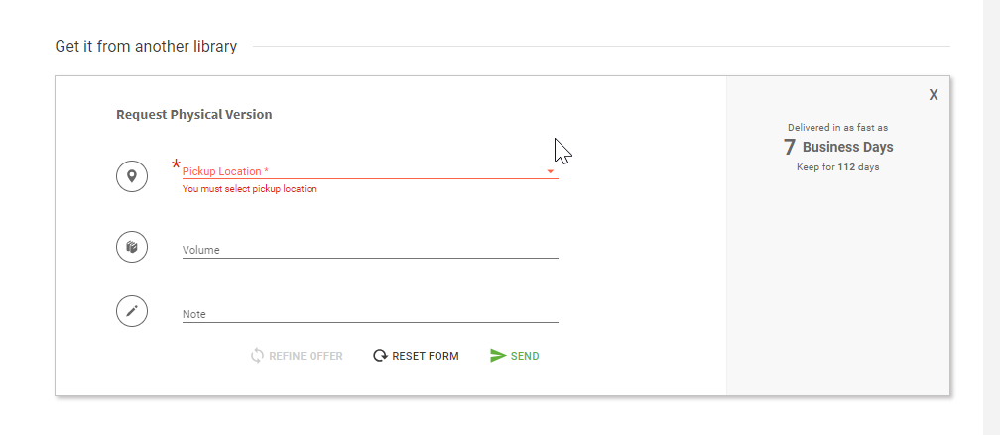 Get it from another library
X
Request Physical Version
Delivered in as fast as
7 Business Days
Keep for 112 days
* Pickup Location *
You must select pickup location
Volume
Note
REFINE OFFER RESET FORM SEND